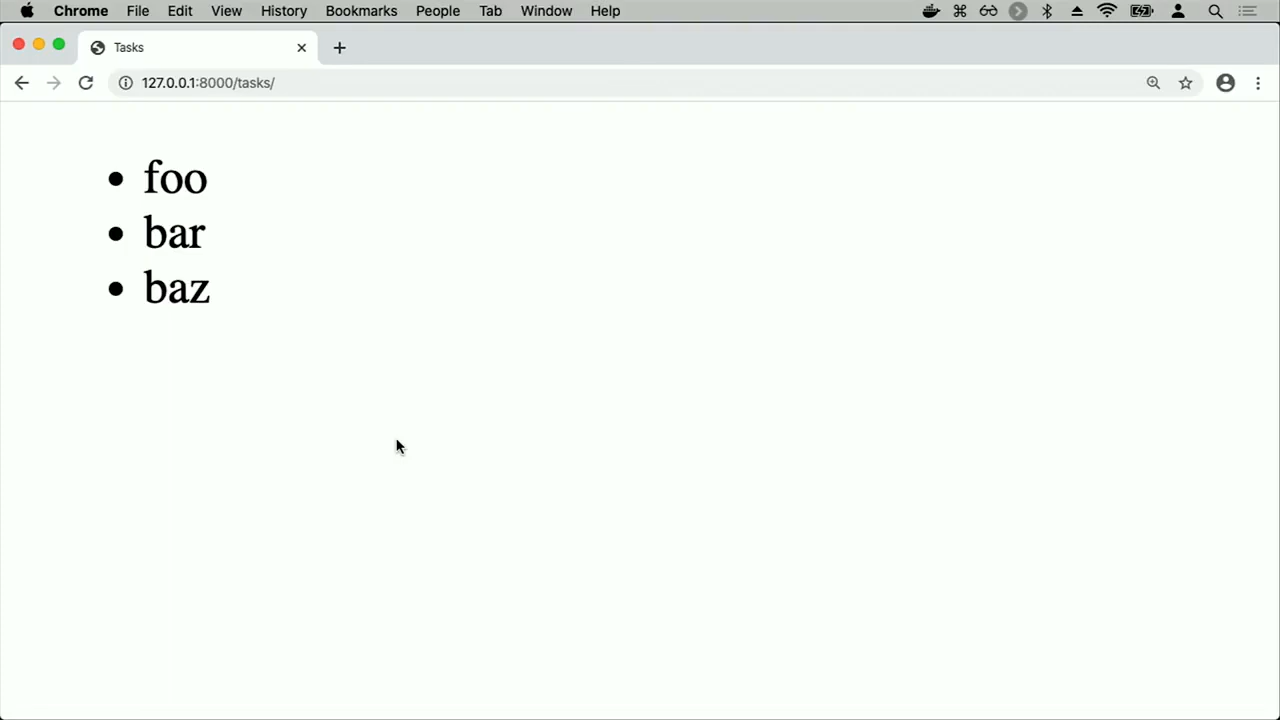 Chrome File Edit View History Bookmarks People Tab Window Help
Tasks
127.0.0.1:8000/tasks/
• foo
• bar
• baz